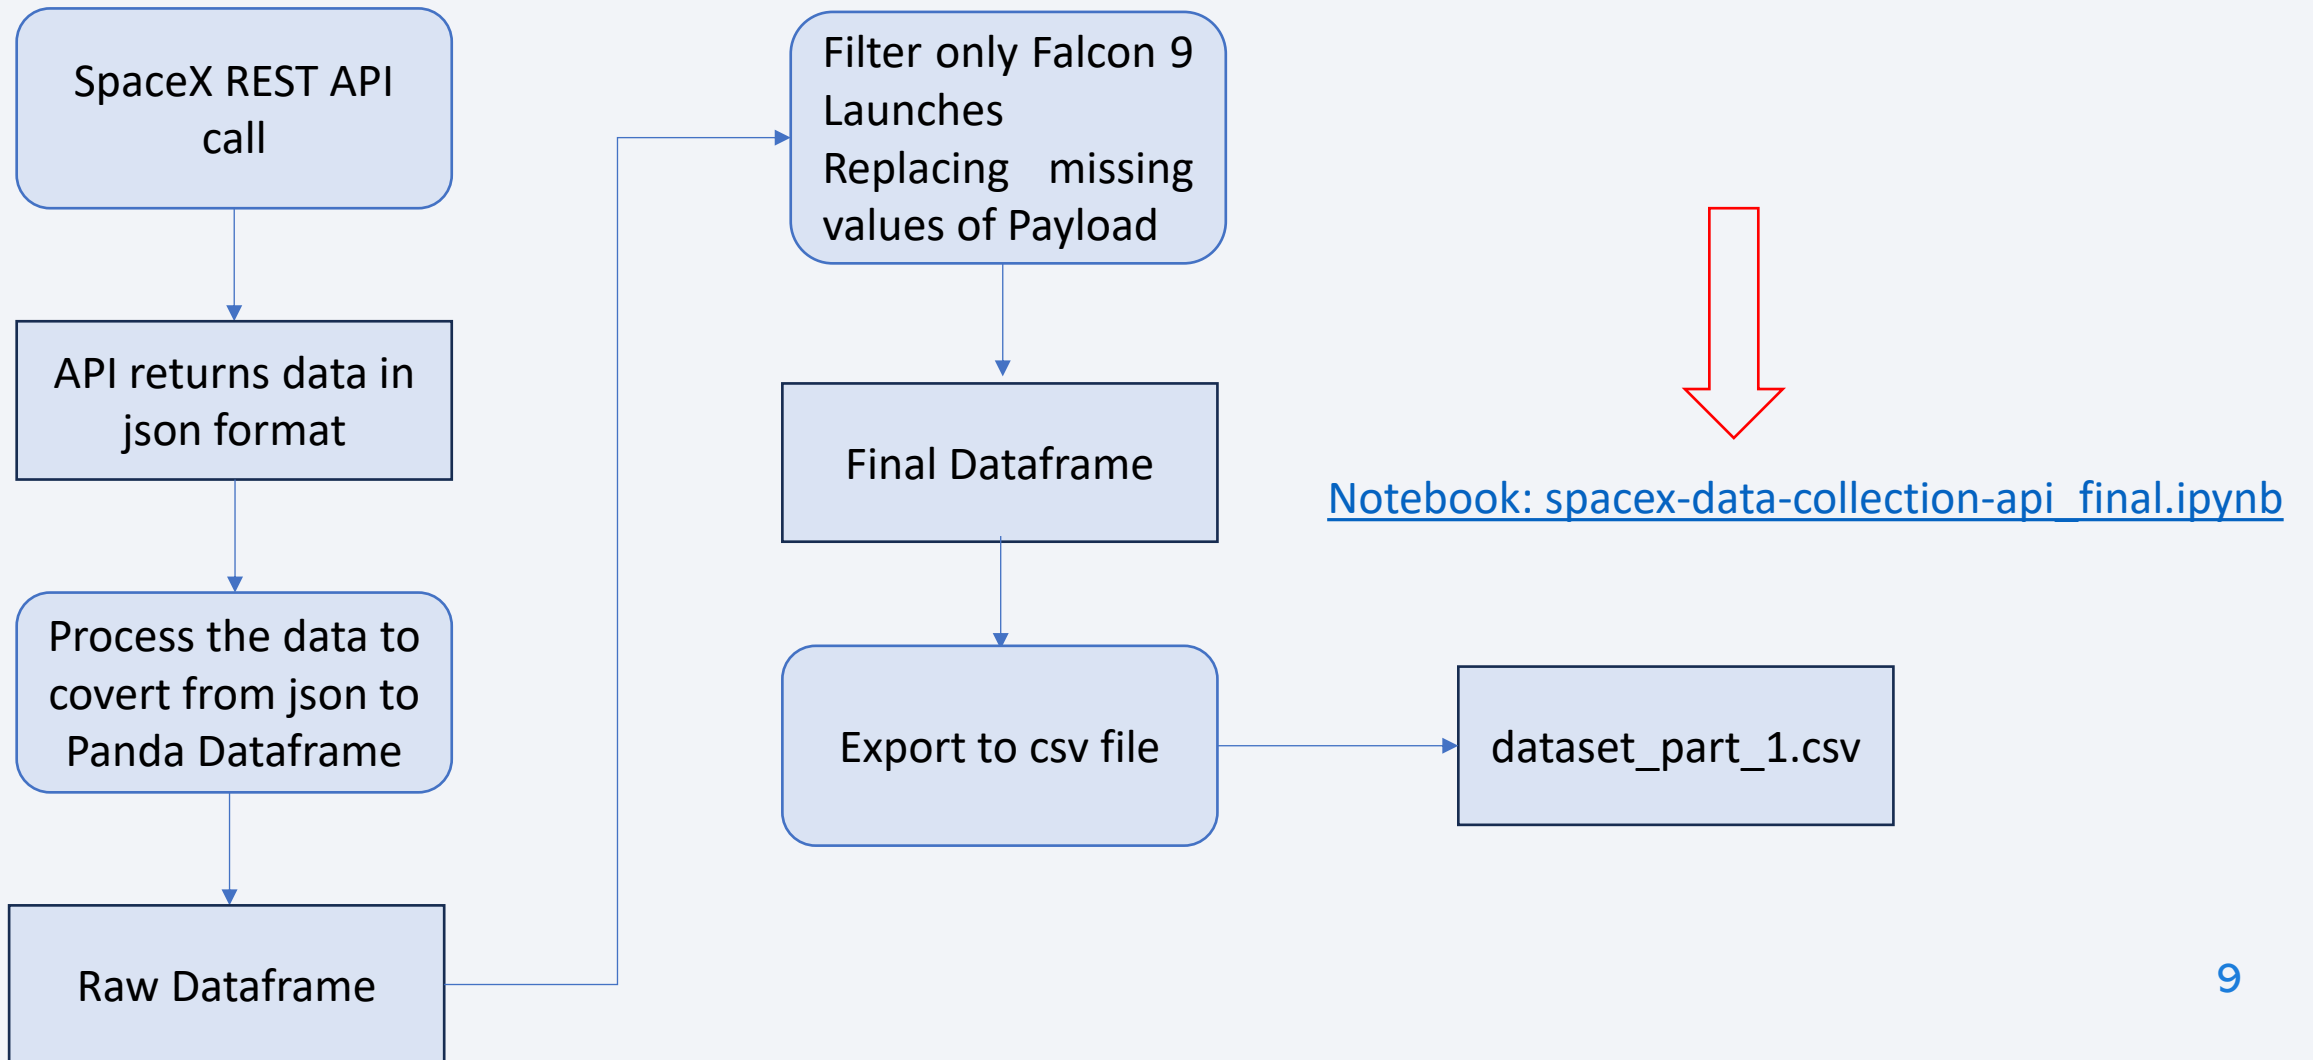 SpaceX REST API
call
API returns data in
json format
Process the data to
covert from json to
Panda Dataframe
Raw Dataframe
Filter only Falcon 9
Launches
Replacing missing
values of Payload
Final Dataframe
Export to csv file
dataset_part_1.csv
Notebook: spacex-data-collection-api_final.ipynb
9